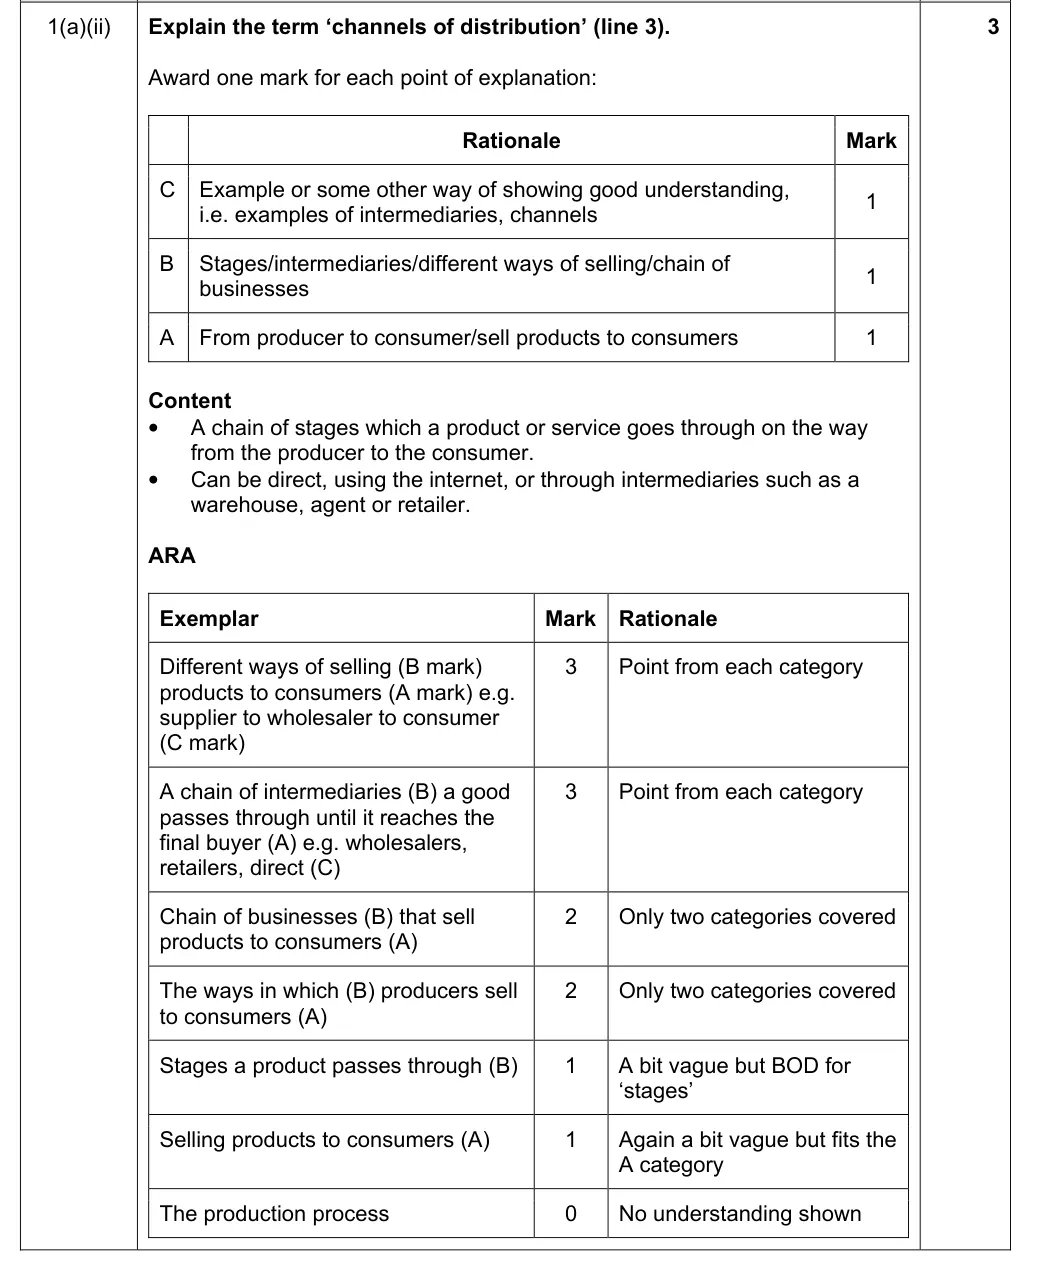 1(a)(ii) Explain the term ‘channels of distribution’ (line 3). 3
Award one mark for each point of explanation:
Rationale Mark
C Example or some other way of showing good understanding,
i.e. examples of intermediaries, channels 1
B Stages/intermediaries/different ways of selling/chain of
businesses 1
A From producer to consumer/sell products to consumers 1
Content
• A chain of stages which a product or service goes through on the way
from the producer to the consumer.
• Can be direct, using the internet, or through intermediaries such as a
warehouse, agent or retailer.
ARA
Exemplar Mark Rationale
Different ways of selling (B mark) 3 Point from each category
products to consumers (A mark) e.g.
supplier to wholesaler to consumer
(C mark)
A chain of intermediaries (B) a good 3 Point from each category
passes through until it reaches the
final buyer (A) e.g. wholesalers,
retailers, direct (C)
Chain of businesses (B) that sell 2 Only two categories covered
products to consumers (A)
The ways in which (B) producers sell 2 Only two categories covered
to consumers (A)
Stages a product passes through (B) 1 A bit vague but BOD for
‘stages’
Selling products to consumers (A) 1 Again a bit vague but fits the
A category
The production process 0 No understanding shown